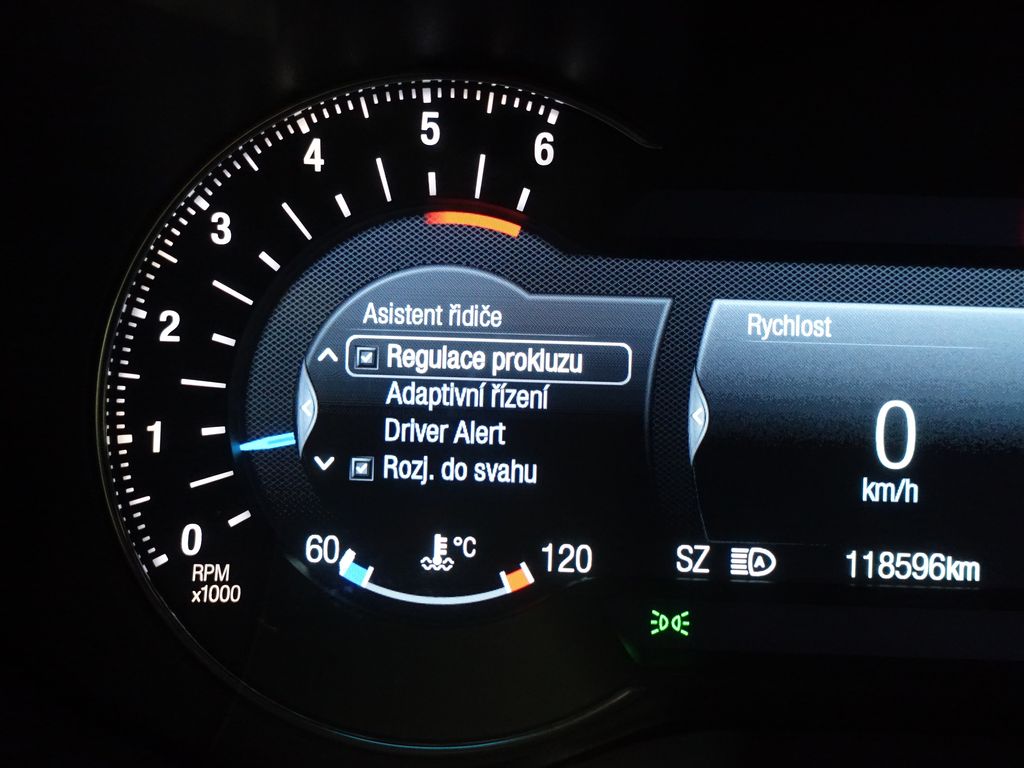 6
5
4
3
2
1
0
RPM
x1000
Asistent řidiče
Regulace prokluzu
Adaptivní řízení
Driver Alert
Rozj. do svahu
60
°C
120
Rychlost
0
km/h
SZ
A
118596km